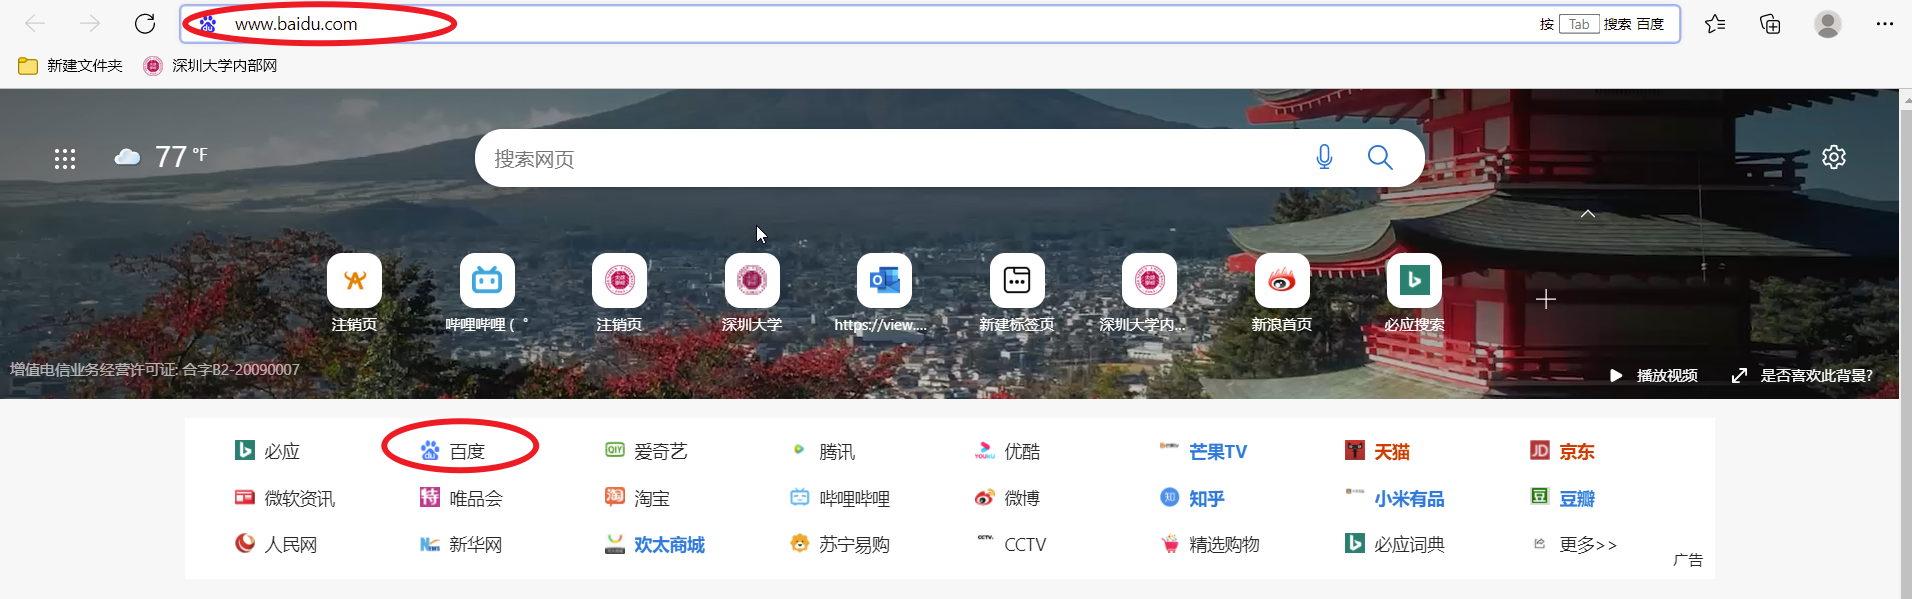 www.baidu.com
按 Tab 搜索 百度
新建文件夹 深圳大学内部网
77 °F
搜索网页
注销页 哔哩哔哩 ( ゜ 注销页 深圳大学 https://view.... 新建标签页 深圳大学内... 新浪首页 必应搜索
增值电信业务经营许可证: 合字B2-20090007
播放视频 是否喜欢此背景?
必应 百度 爱奇艺 腾讯 优酷 芒果TV 天猫 京东
微软资讯 唯品会 淘宝 哔哩哔哩 微博 知乎 小米有品 豆瓣
人民网 新华网 欢太商城 苏宁易购 CCTV 精选购物 必应词典 更多>>
广告